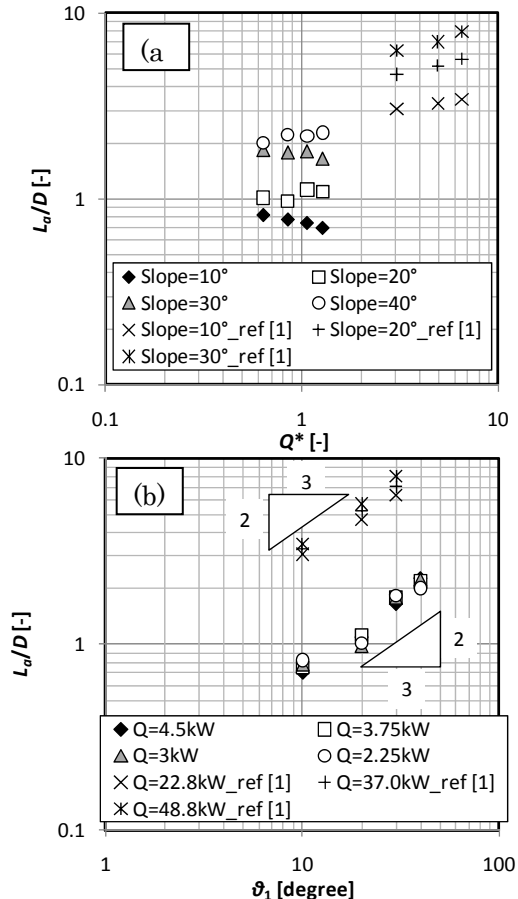 10
(a
L_a/D [-]
1
◆ Slope=10° □ Slope=20°
▲ Slope=30° ○ Slope=40°
× Slope=10°_ref [1] + Slope=20°_ref [1]
Slope=30°_ref [1]
0.1
0.1 1 10
Q* [-]
10
(b)
3
2
L_a/D [-]
1
2
3
◆ Q=4.5kW □ Q=3.75kW
▲ Q=3kW ○ Q=2.25kW
× Q=22.8kW_ref [1] + Q=37.0kW_ref [1]
Q=48.8kW_ref [1]
0.1
1 10 100
ϑ₁ [degree]